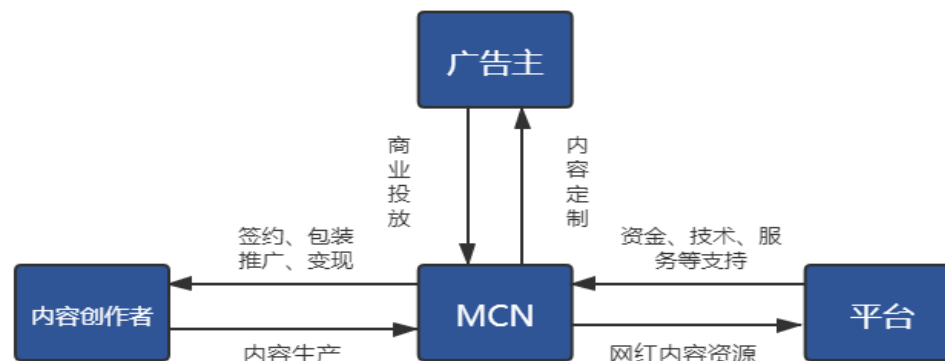 广告主
商业投放
内容定制
签约、包装
推广、变现
资金、技术、服
务等支持
内容创作者
MCN
平台
内容生产
网红内容资源